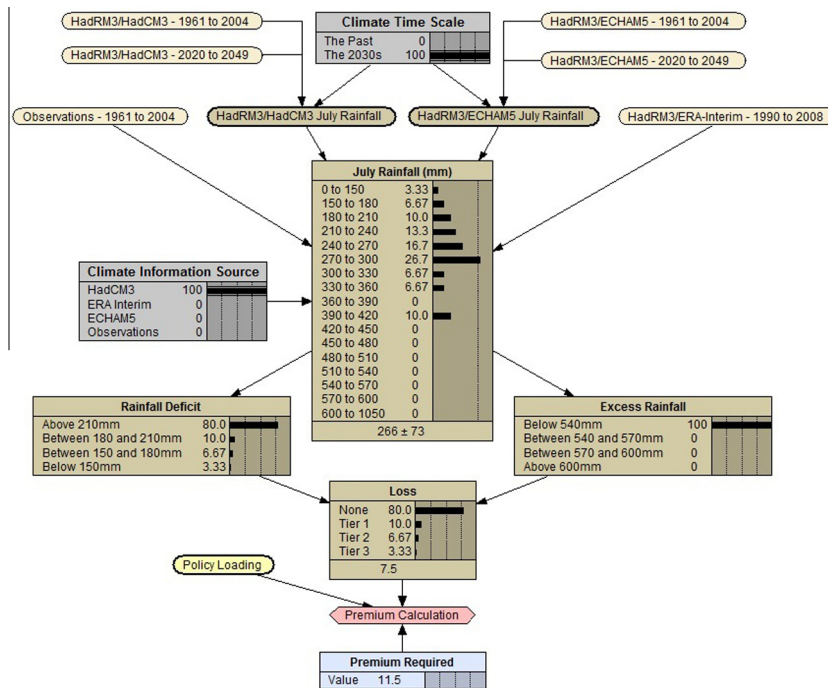 HadRM3/HadCM3 - 1961 to 2004
Climate Time Scale
HadRM3/ECHAM5 - 1961 to 2004
The Past 0
The 2030s 100
HadRM3/HadCM3 - 2020 to 2049
HadRM3/ECHAM5 - 2020 to 2049
Observations - 1961 to 2004
HadRM3/HadCM3 July Rainfall
HadRM3/ECHAM5 July Rainfall
HadRM3/ERA-Interim - 1990 to 2008
July Rainfall (mm)
0 to 150 3.33
150 to 180 6.67
180 to 210 10.0
210 to 240 13.3
240 to 270 16.7
270 to 300 26.7
300 to 330 6.67
330 to 360 6.67
360 to 390 0
390 to 420 10.0
420 to 450 0
450 to 480 0
480 to 510 0
510 to 540 0
540 to 570 0
570 to 600 0
600 to 1050 0
266 ± 73
Climate Information Source
HadCM3 100
ERA Interim 0
ECHAM5 0
Observations 0
Rainfall Deficit
Above 210mm 80.0
Between 180 and 210mm 10.0
Between 150 and 180mm 6.67
Below 150mm 3.33
Excess Rainfall
Below 540mm 100
Between 540 and 570mm 0
Between 570 and 600mm 0
Above 600mm 0
Loss
None 80.0
Tier 1 10.0
Tier 2 6.67
Tier 3 3.33
7.5
Policy Loading
Premium Calculation
Premium Required
Value 11.5